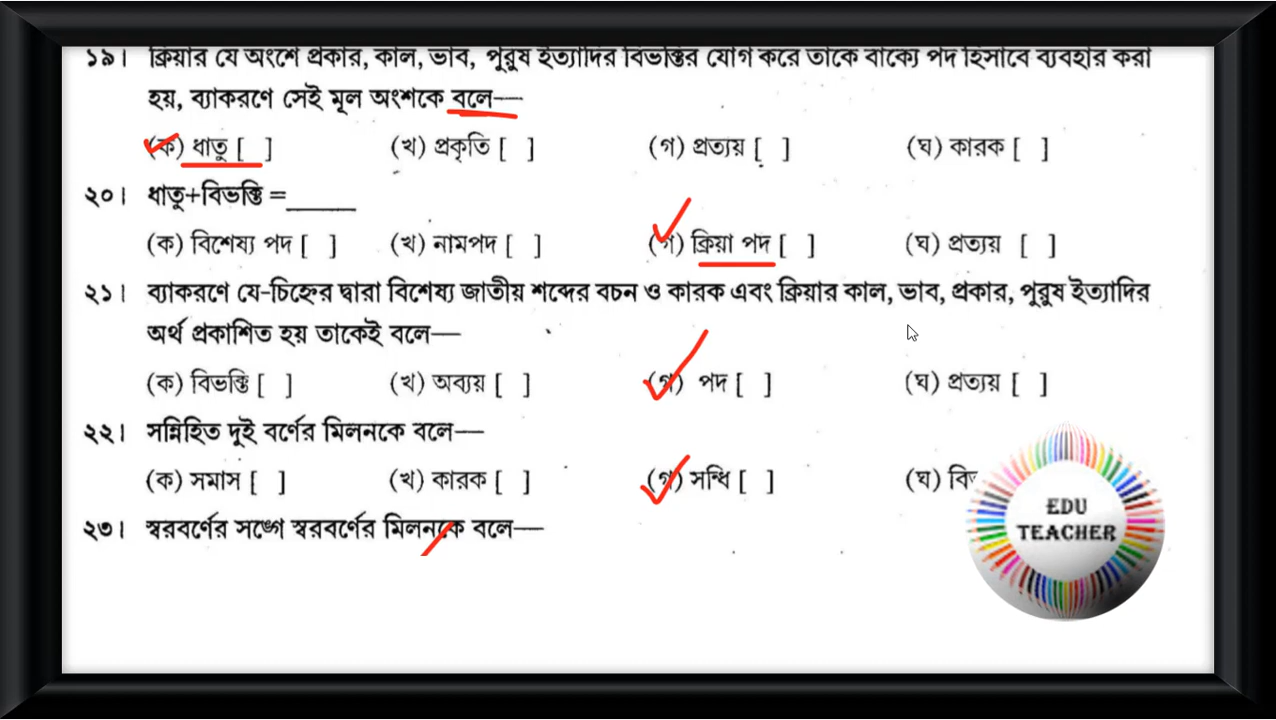 ১৯। ক্রিয়ার যে অংশে প্রকার, কাল, ভাব, পুরুষ ইত্যাদির বিভক্তির যোগ করে তাকে বাক্যে পদ হিসাবে ব্যবহার করা
হয়, ব্যাকরণে সেই মূল অংশকে বলে—
(ক) ধাতু [ ] (খ) প্রকৃতি [ ] (গ) প্রত্যয় [ ] (ঘ) কারক [ ]
২০। ধাতু+বিভক্তি =_____
(ক) বিশেষ্য পদ [ ] (খ) নামপদ [ ] (গ) ক্রিয়া পদ [ ] (ঘ) প্রত্যয় [ ]
২১। ব্যাকরণে যে-চিহ্নের দ্বারা বিশেষ্য জাতীয় শব্দের বচন ও কারক এবং ক্রিয়ার কাল, ভাব, প্রকার, পুরুষ ইত্যাদির
অর্থ প্রকাশিত হয় তাকেই বলে—
(ক) বিভক্তি [ ] (খ) অব্যয় [ ] (গ) পদ [ ] (ঘ) প্রত্যয় [ ]
২২। সন্নিহিত দুই বর্ণের মিলনকে বলে—
(ক) সমাস [ ] (খ) কারক [ ] (গ) সন্ধি [ ] (ঘ)
২৩। স্বরবর্ণের সঙ্গে স্বরবর্ণের মিলনকে বলে—
EDU
TEACHER